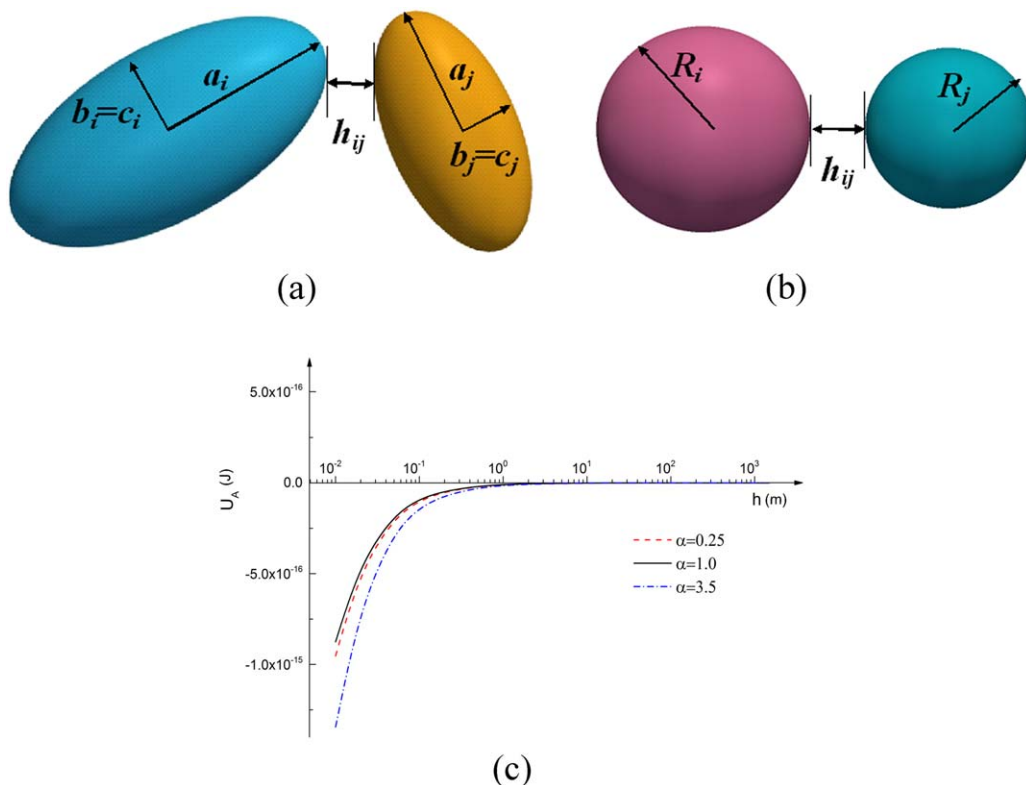 a_i
b_i=c_i
h_ij
a_j
b_j=c_j
(a)
R_i
R_j
h_ij
(b)
5.0x10^-16
10^-2 10^-1 10^0 10^1 10^2 10^3
0.0
h (m)
U_A (J)
α=0.25
-5.0x10^-16
α=1.0
α=3.5
-1.0x10^-15
(c)